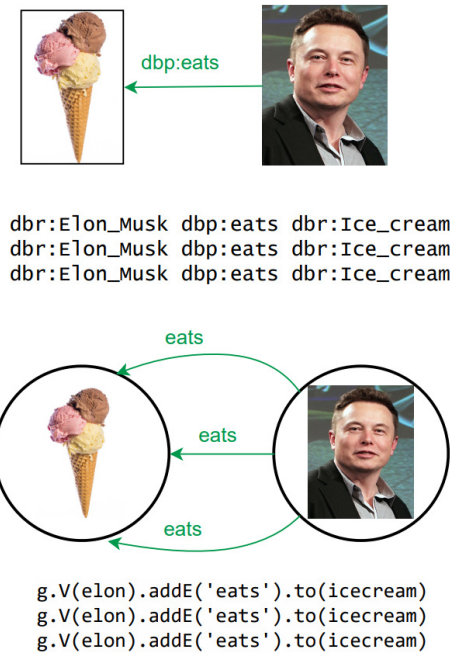 dbp:eats
dbr:Elon_Musk dbp:eats dbr:Ice_cream
dbr:Elon_Musk dbp:eats dbr:Ice_cream
dbr:Elon_Musk dbp:eats dbr:Ice_cream
eats
eats
eats
g.V(elon).addE('eats').to(icecream)
g.V(elon).addE('eats').to(icecream)
g.V(elon).addE('eats').to(icecream)